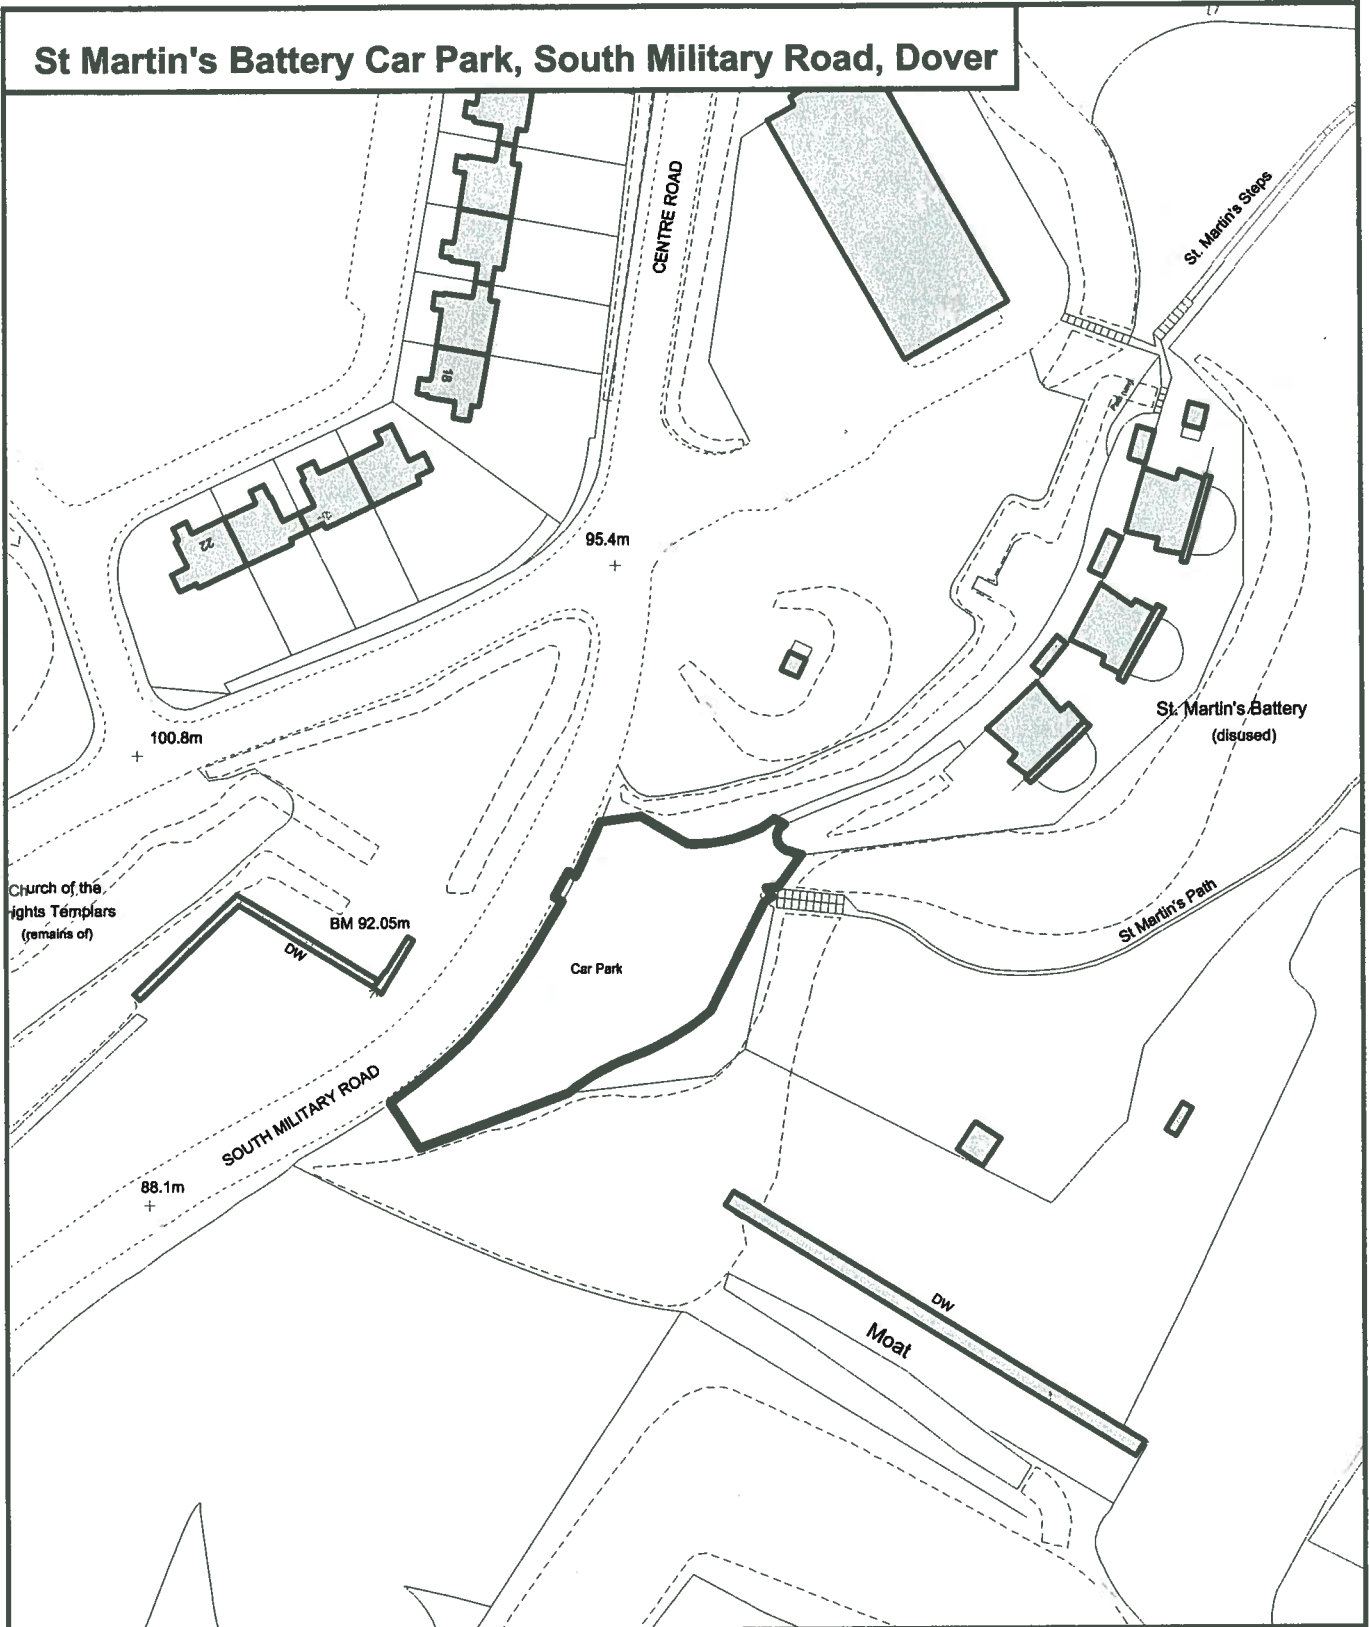 St Martin's Battery Car Park, South Military Road, Dover
CENTRE ROAD
St. Martin's Steps
18
22
95.4m
St. Martin's Battery
(disused)
100.8m
Church of the
ights Templars
(remains of)
BM 92.05m
DW
Car Park
St Martin's Path
SOUTH MILITARY ROAD
88.1m
DW
Moat